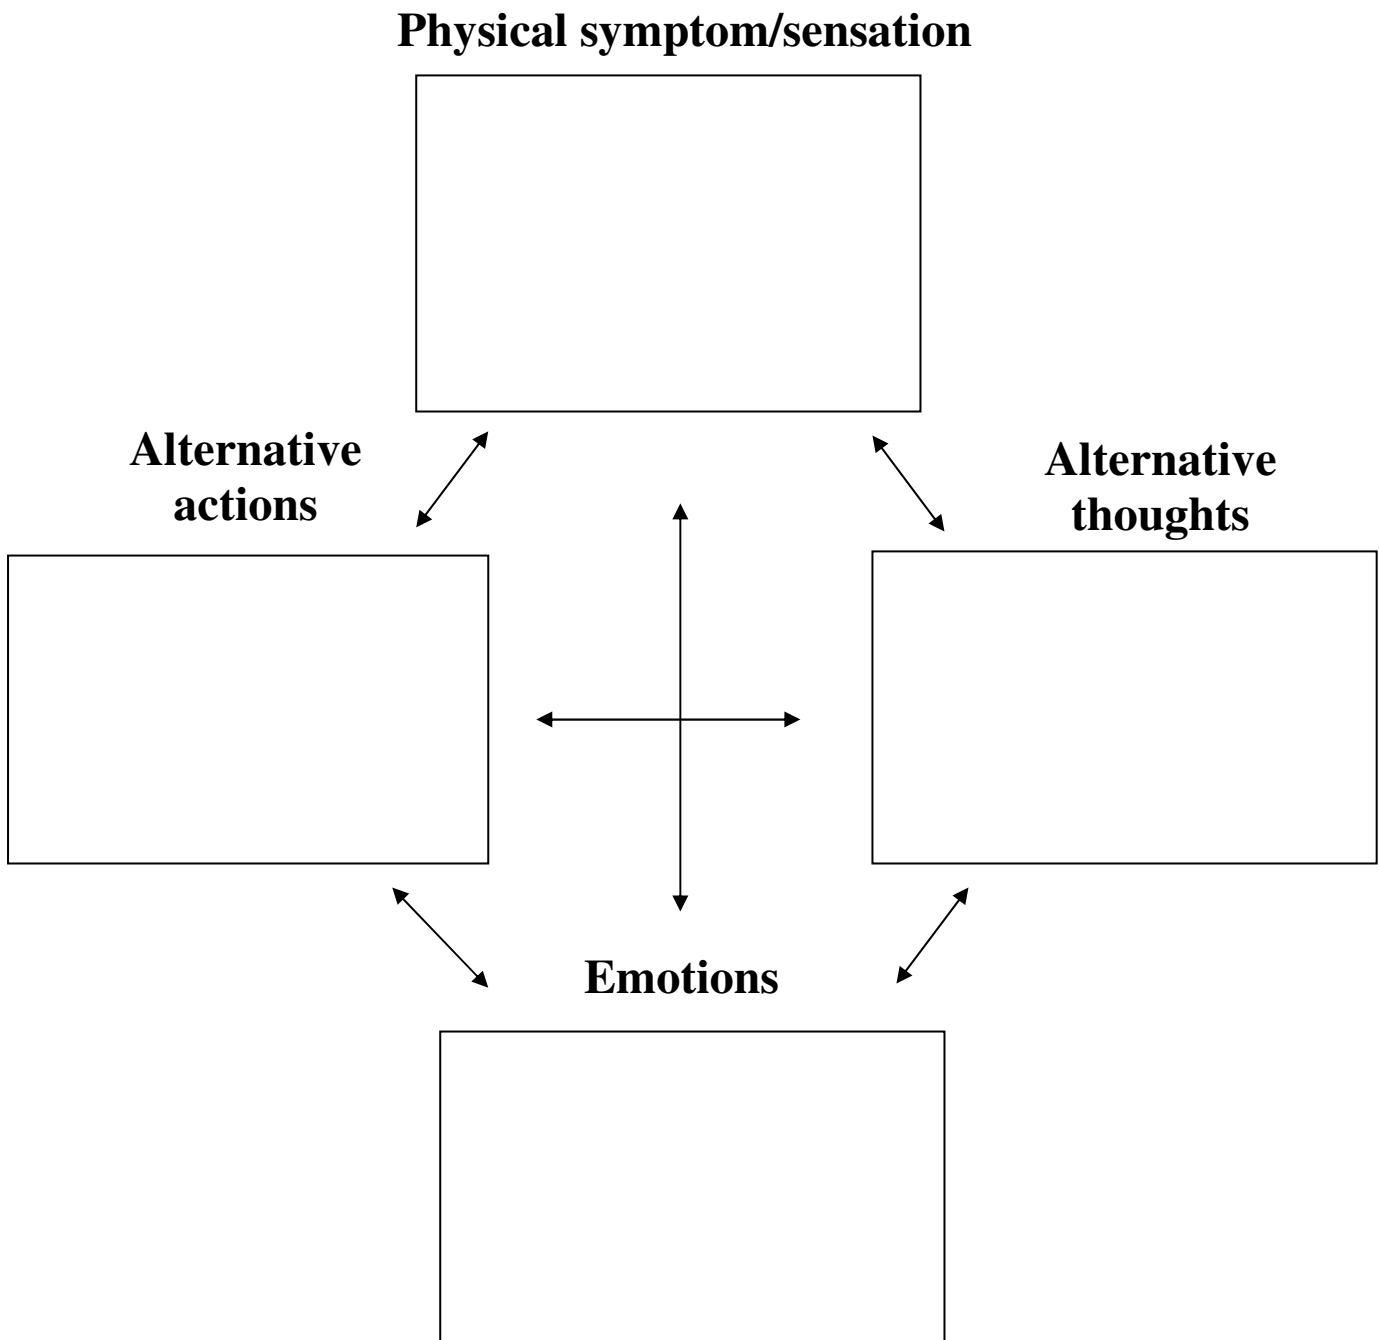 Physical symptom/sensation
Alternative
actions
Alternative
thoughts
Emotions